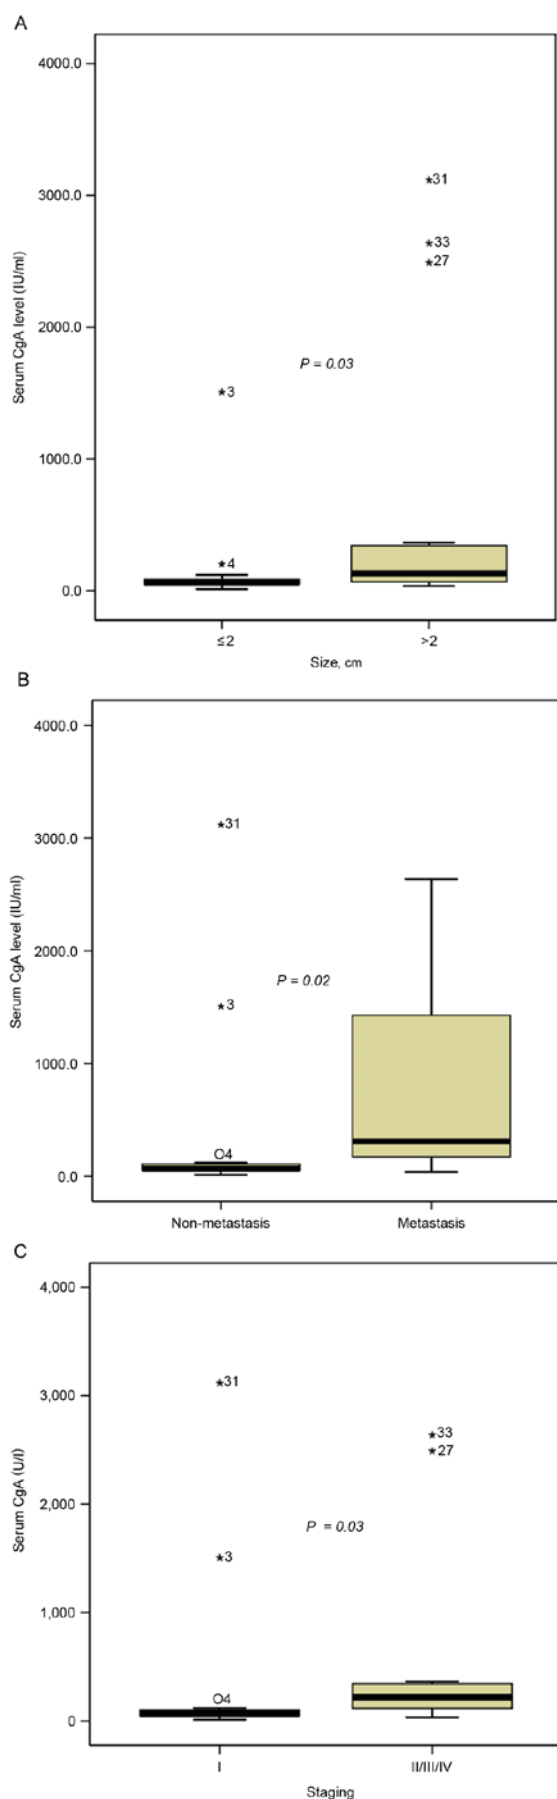 A
4000.0
3000.0
2000.0
1000.0
0.0
Serum CgA level (IU/ml)
★31
★33
★27
P = 0.03
★3
★4
≤2
>2
Size, cm
B
4000.0
3000.0
2000.0
1000.0
0.0
Serum CgA level (IU/ml)
★31
P = 0.02
★3
O4
Non-metastasis
Metastasis
C
4,000
3,000
2,000
1,000
0
Serum CgA (U/l)
★31
★33
★27
P = 0.03
★3
O4
I
II/III/IV
Staging